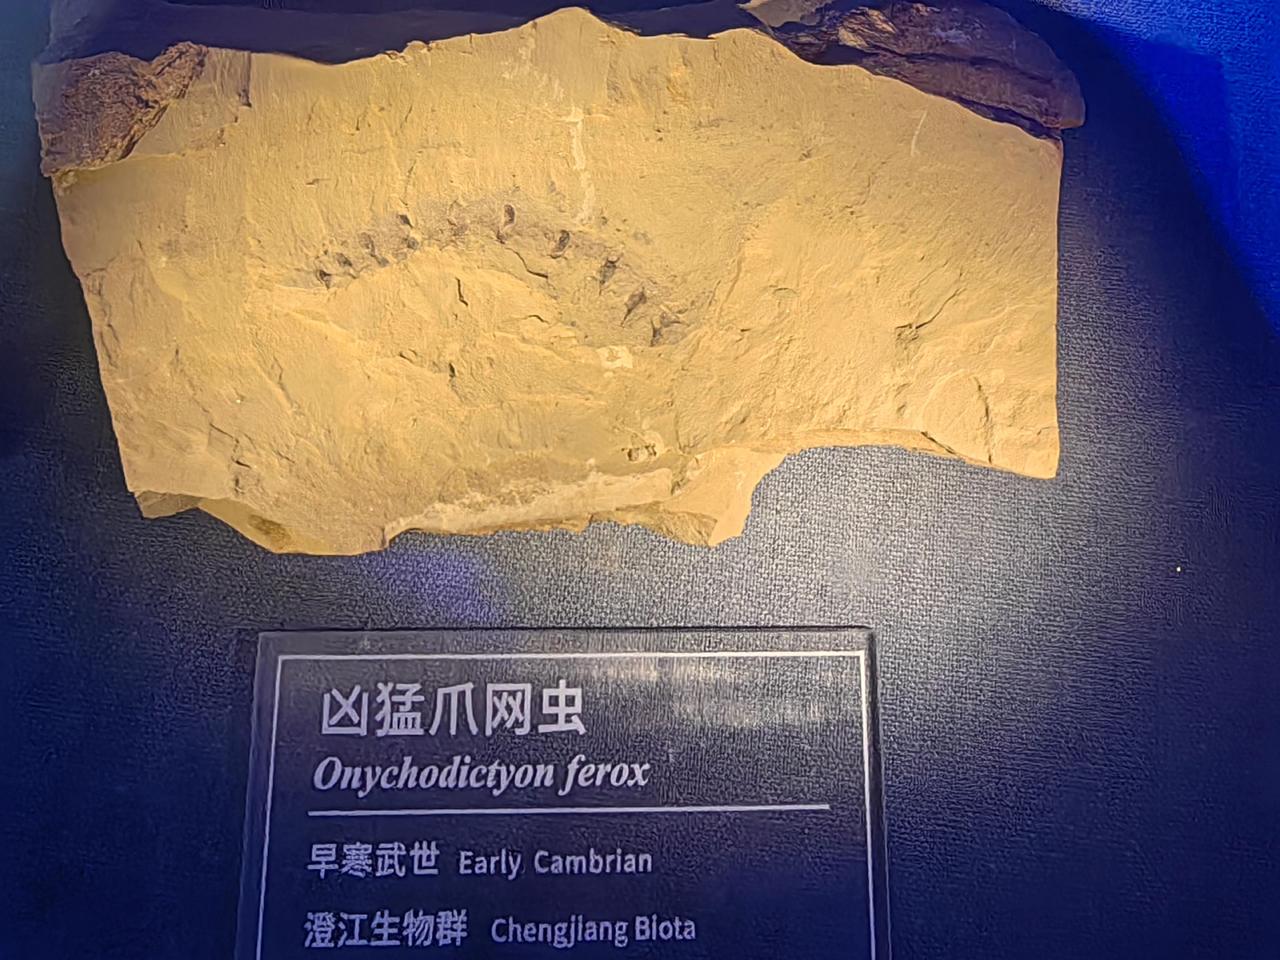 凶猛爪网虫
Onychodictyon ferox
早寒武世 Early Cambrian
澄江生物群 Chengjiang Biota